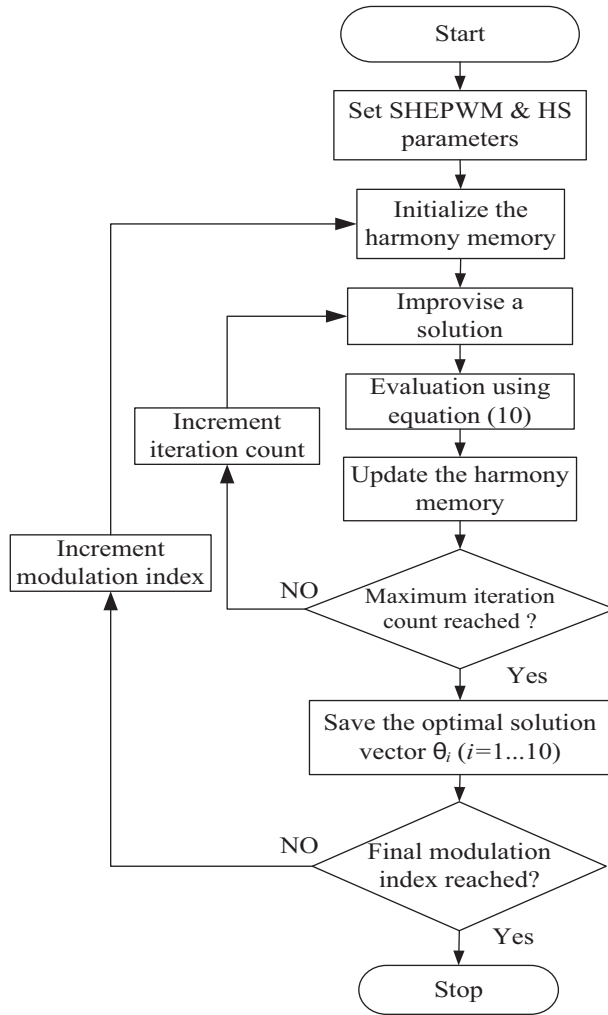 Start
Set SHEPWM & HS
parameters
Initialize the
harmony memory
Improvise a
solution
Evaluation using
equation (10)
Increment
iteration count
Update the harmony
memory
Increment
modulation index
NO
Maximum iteration
count reached ?
Yes
Save the optimal solution
vector θi (i=1...10)
NO
Final modulation
index reached?
Yes
Stop